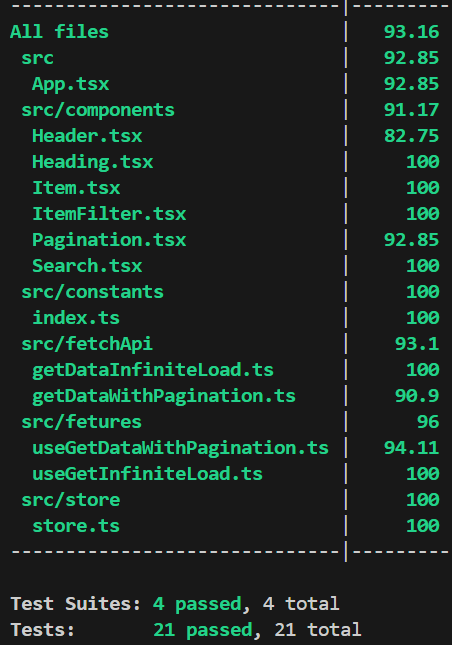 ------------------------------|---------
All files                     |   93.16
 src                          |   92.85
  App.tsx                     |   92.85
 src/components               |   91.17
  Header.tsx                  |   82.75
  Heading.tsx                 |     100
  Item.tsx                    |     100
  ItemFilter.tsx              |     100
  Pagination.tsx              |   92.85
  Search.tsx                  |     100
 src/constants                |     100
  index.ts                    |     100
 src/fetchApi                 |    93.1
  getDataInfiniteLoad.ts      |     100
  getDataWithPagination.ts    |    90.9
 src/fetures                  |      96
  useGetDataWithPagination.ts |   94.11
  useGetInfiniteLoad.ts       |     100
 src/store                    |     100
  store.ts                    |     100
------------------------------|---------
Test Suites: 4 passed, 4 total
Tests:       21 passed, 21 total